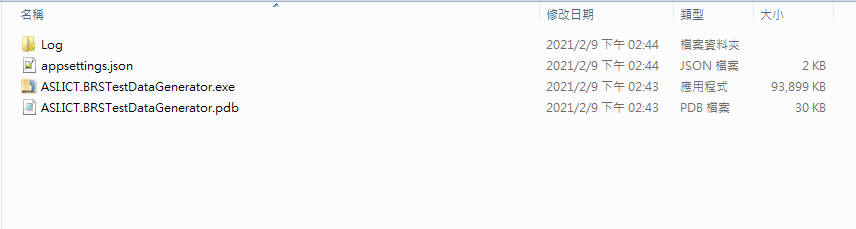 名稱 修改日期 類型 大小
Log 2021/2/9 下午 02:44 檔案資料夾
appsettings.json 2021/2/9 下午 02:44 JSON 檔案 2 KB
ASI.ICT.BRSTestDataGenerator.exe 2021/2/9 下午 02:43 應用程式 93,899 KB
ASI.ICT.BRSTestDataGenerator.pdb 2021/2/9 下午 02:43 PDB 檔案 30 KB